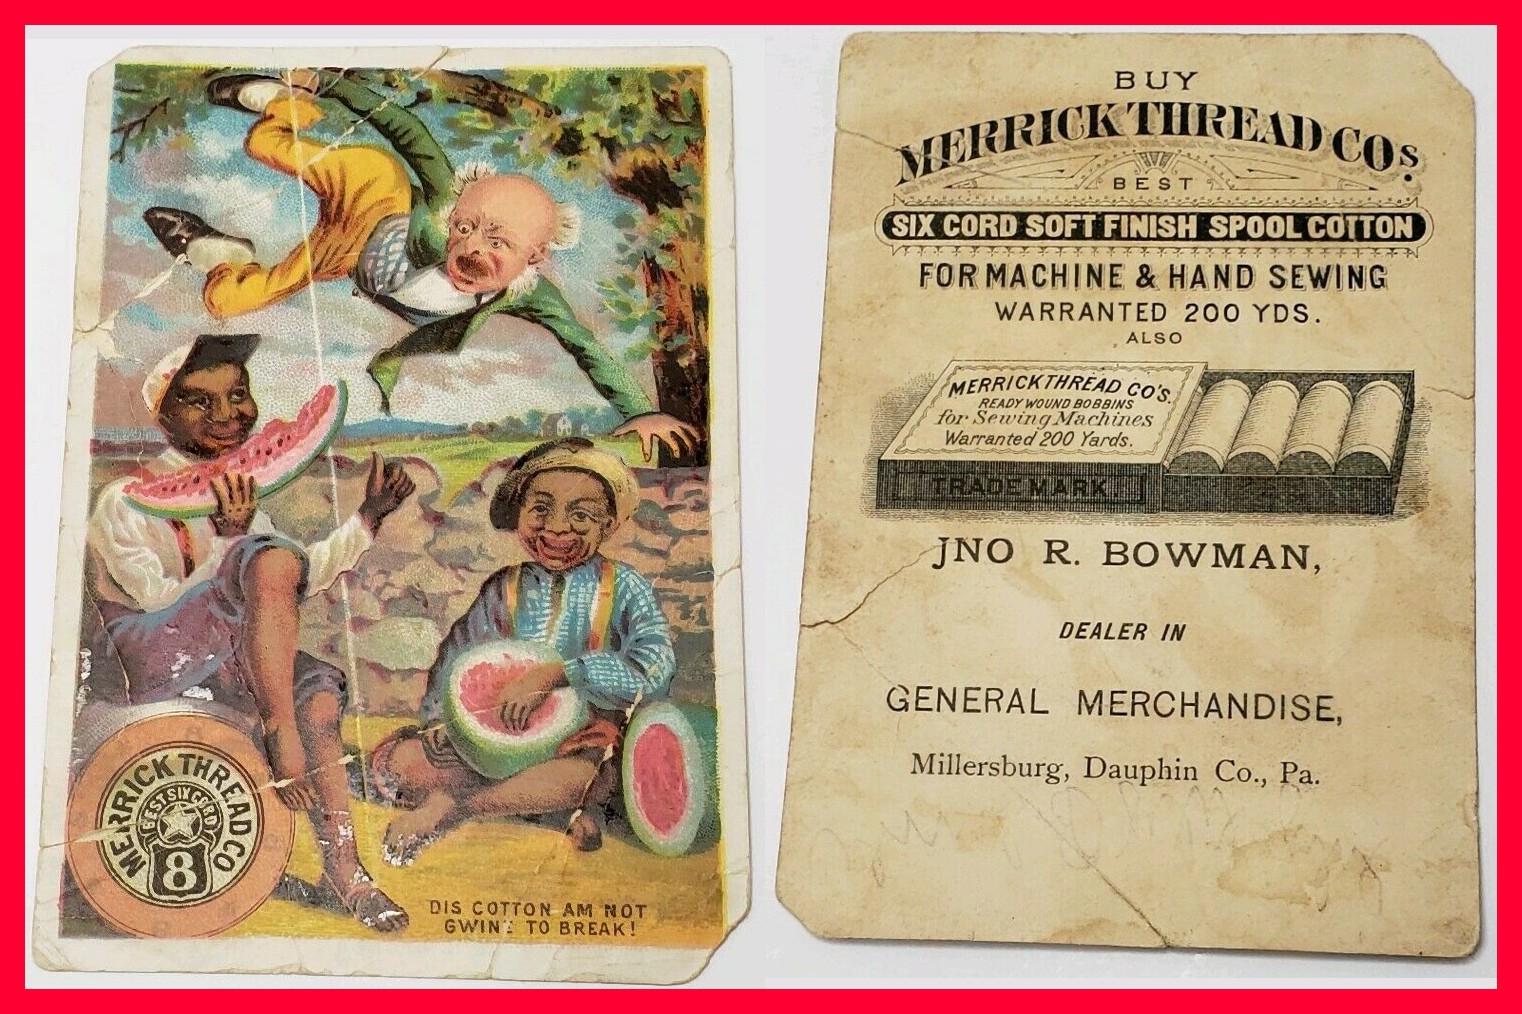 MERRICK THREAD CO
BEST SIX CORD
8
DIS COTTON AM NOT
GWINE TO BREAK!
BUY
MERRICK THREAD COS.
BEST
SIX CORD SOFT FINISH SPOOL COTTON
FOR MACHINE & HAND SEWING
WARRANTED 200 YDS.
ALSO
MERRICK THREAD CO'S.
READY WOUND BOBBINS
for Sewing Machines
Warranted 200 Yards.
TRADE MARK.
JNO R. BOWMAN,
DEALER IN
GENERAL MERCHANDISE,
Millersburg, Dauphin Co., Pa.